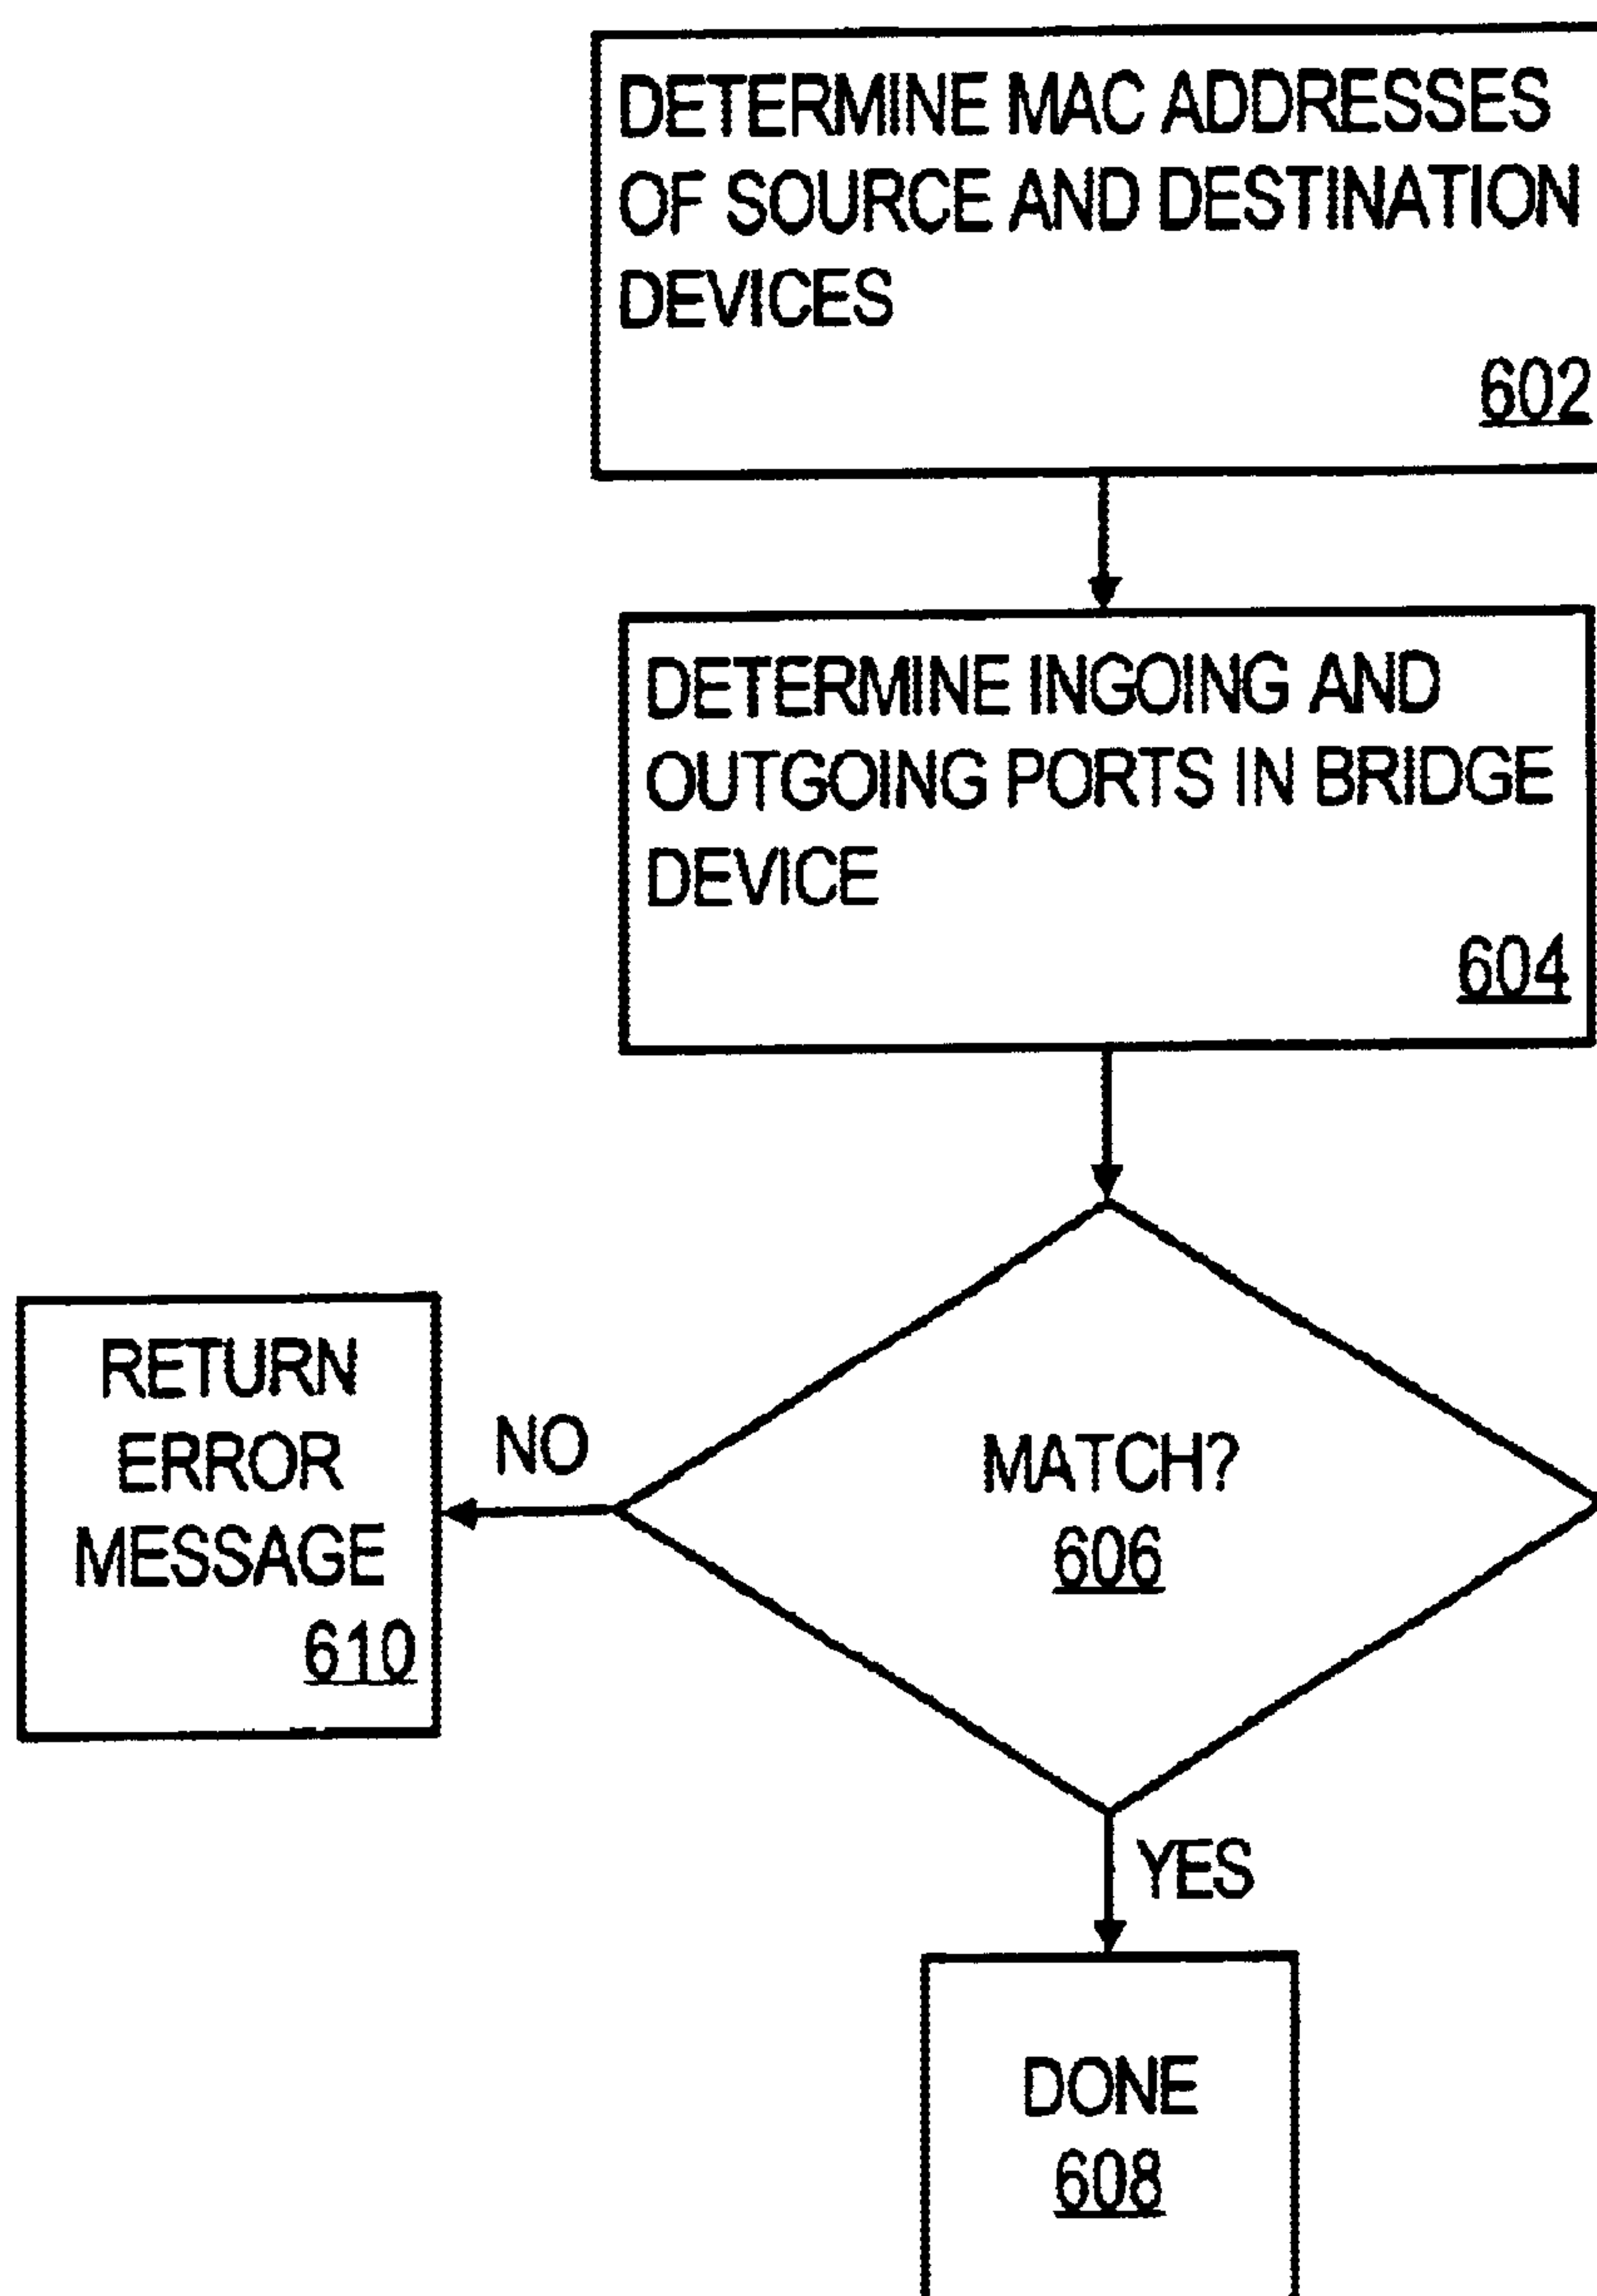 DETERMINE MAC ADDRESSES
OF SOURCE AND DESTINATION
DEVICES
602
DETERMINE INGOING AND
OUTGOING PORTS IN BRIDGE
DEVICE
604
MATCH?
606
NO
RETURN
ERROR
MESSAGE
610
YES
DONE
608